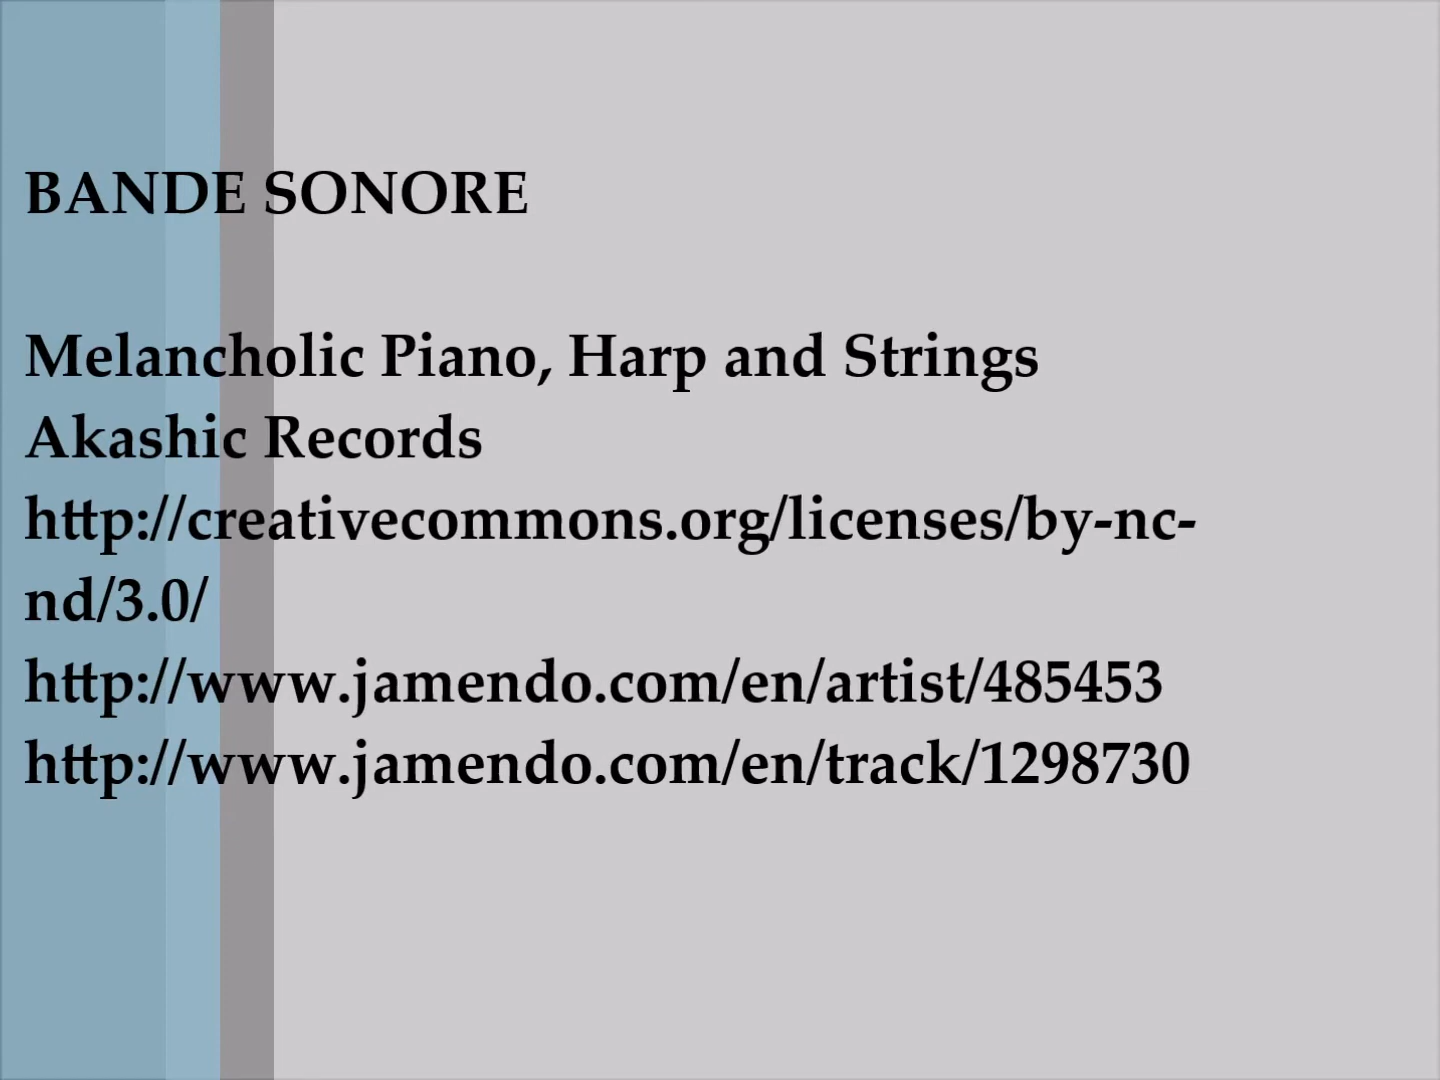 BANDE SONORE
Melancholic Piano, Harp and Strings
Akashic Records
http://creativecommons.org/licenses/by-nc-
nd/3.0/
http://www.jamendo.com/en/artist/485453
http://www.jamendo.com/en/track/1298730